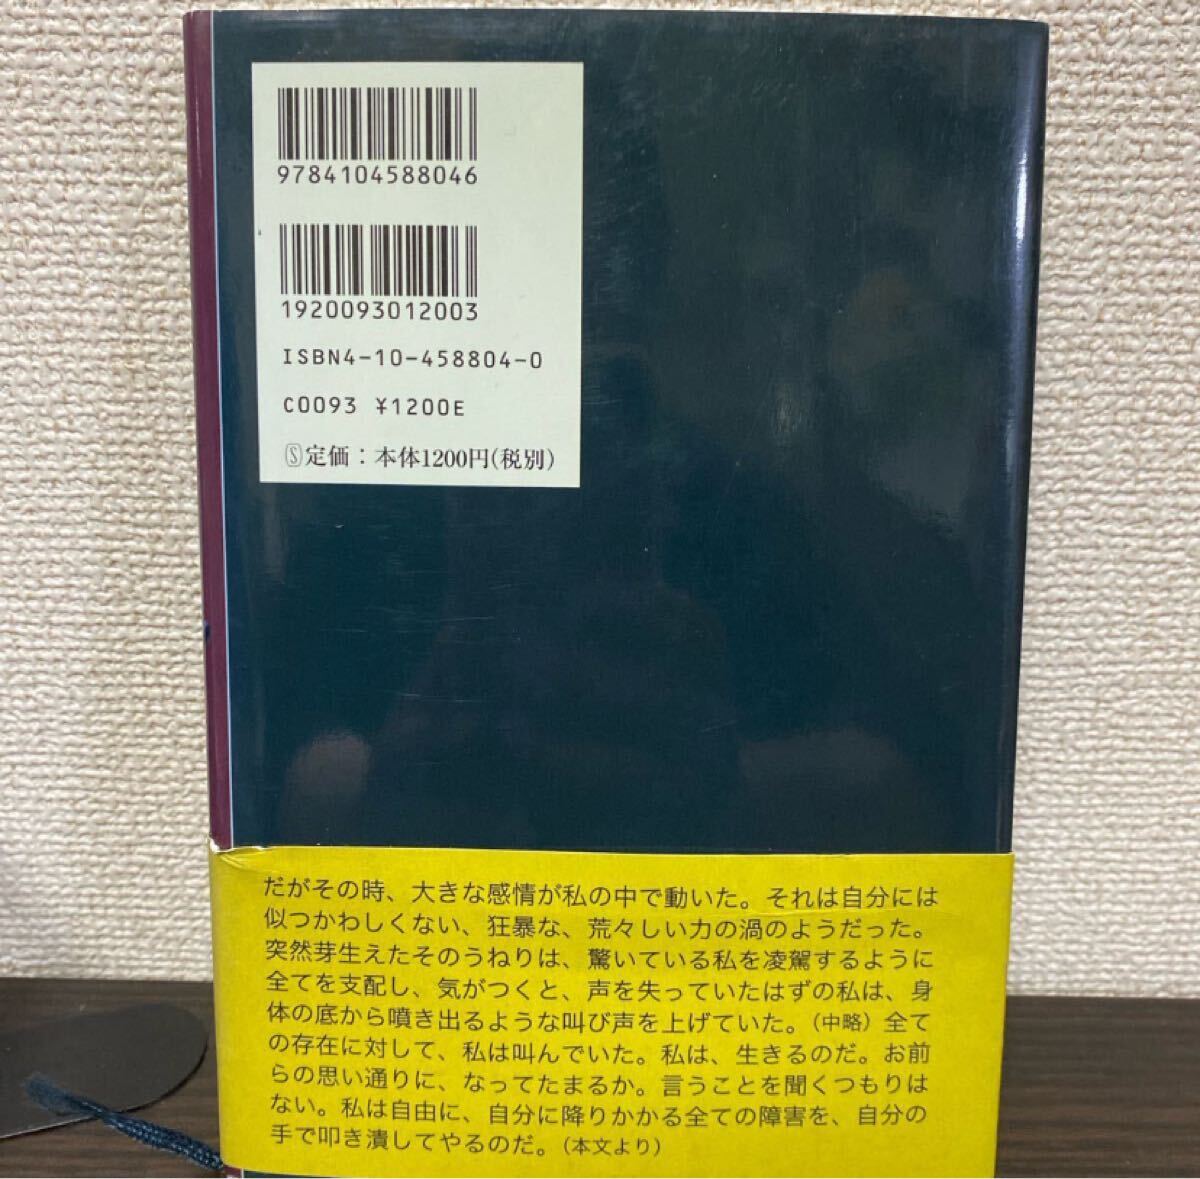 9784104588046
1920093012003
ISBN4-10-458804-0
C0093 ¥1200E
Ⓢ定価：本体1200円(税別)
だがその時、大きな感情が私の中で動いた。それは自分には
似つかわしくない、狂暴な、荒々しい力の渦のようだった。
突然芽生えたそのうねりは、驚いている私を凌駕するように
全てを支配し、気がつくと、声を失っていたはずの私は、身
体の底から噴き出るような叫び声を上げていた。（中略）全て
の存在に対して、私は叫んでいた。私は、生きるのだ。お前
らの思い通りに、なってたまるか。言うことを聞くつもりは
ない。私は自由に、自分に降りかかる全ての障害を、自分の
手で叩き潰してやるのだ。（本文より）